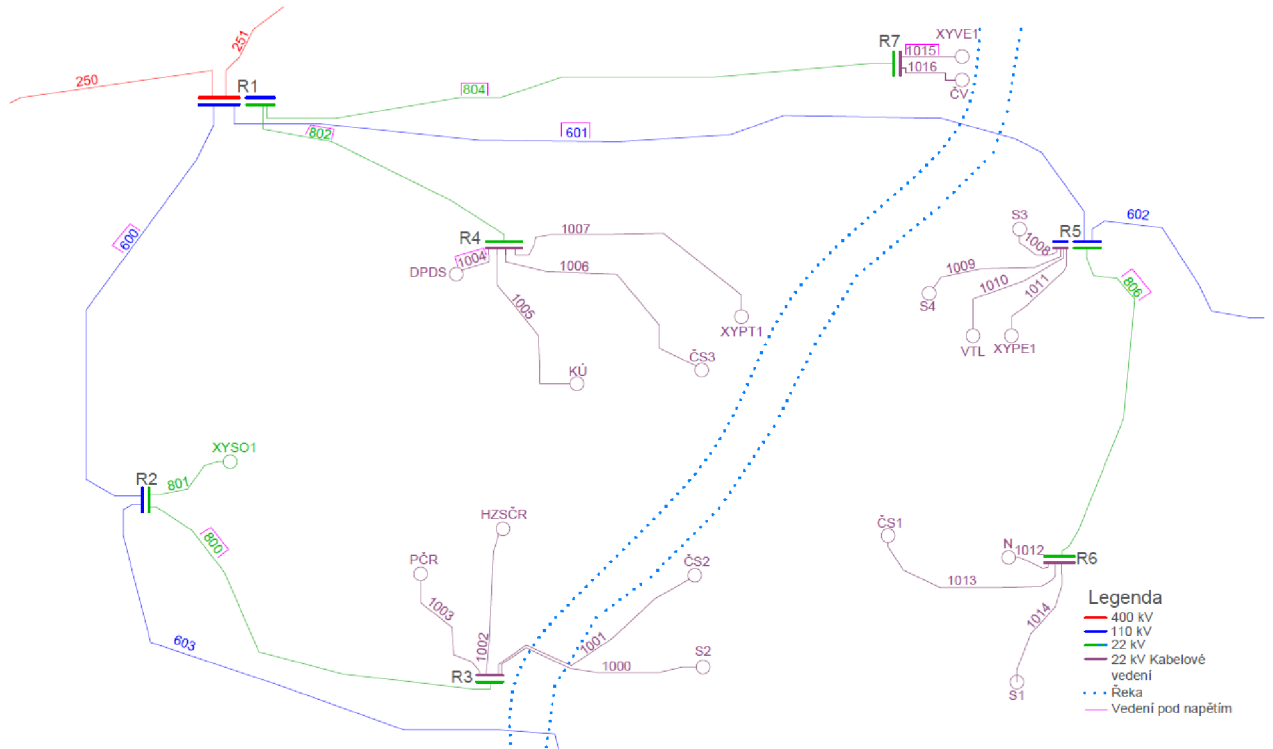 251
250
R1
804
802
601
R7
1015
1016
XYVE1
ČV
600
R4
1007
DPDS
1004
1006
1005
XYPT1
ČS3
KÚ
S3
R5
602
1008
1009
1010
1011
806
S4
VTL
XYPE1
XYSO1
R2
801
800
HZSČR
PČR
ČS2
1003
1002
1001
1000
S2
R3
603
ČS1
N
1012
R6
1013
1014
S1
Legenda
400 kV
110 kV
22 kV
22 kV Kabelové
vedení
Řeka
Vedení pod napětím